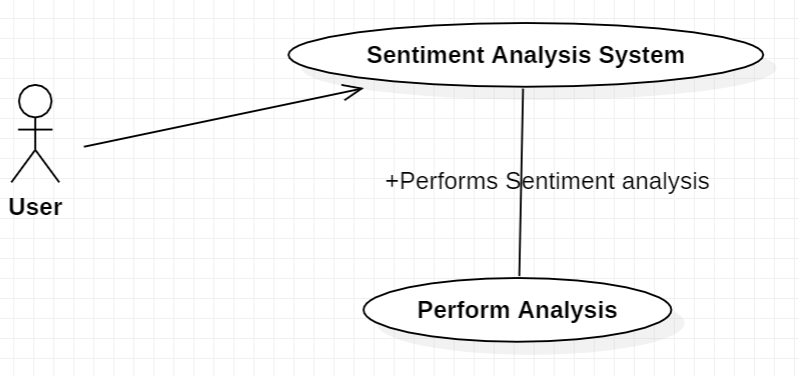 Sentiment Analysis System
+Performs Sentiment analysis
User
Perform Analysis